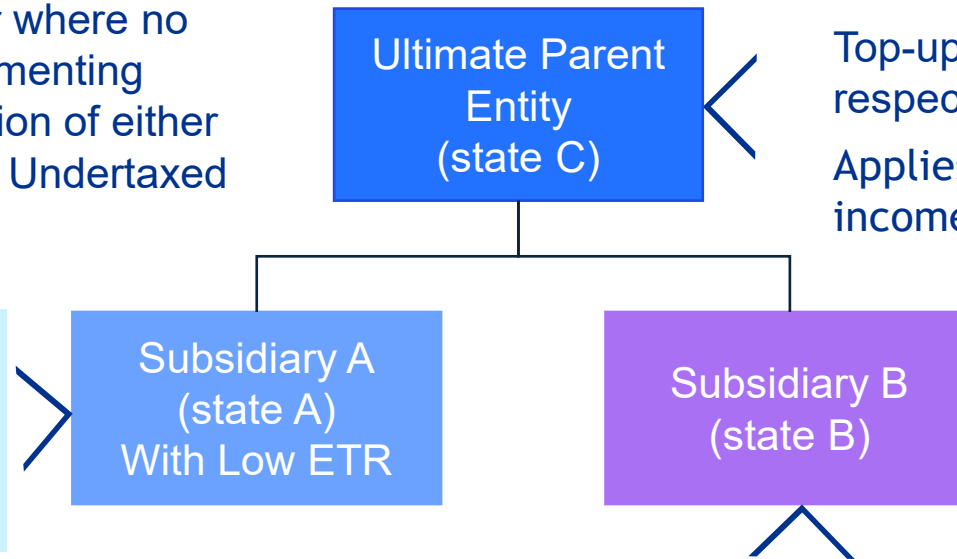 where no
menting
ion of either
Undertaxed
Ultimate Parent
Entity
(state C)
Top-up
respec
Applies
income
Subsidiary A
(state A)
With Low ETR
Subsidiary B
(state B)